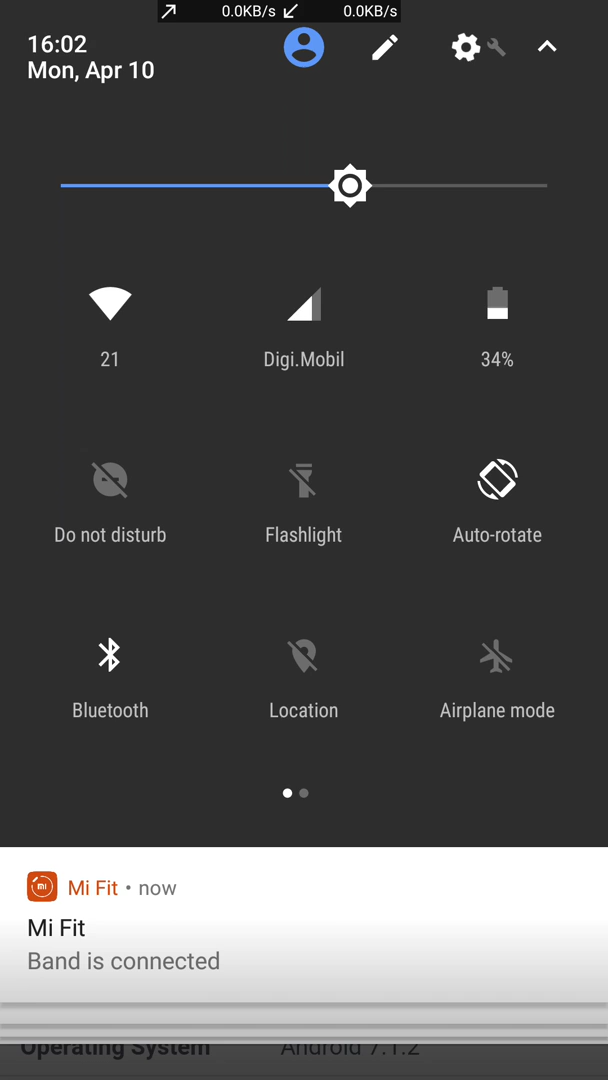 0.0KB/s 0.0KB/s
16:02
Mon, Apr 10
21 Digi.Mobil 34%
Do not disturb Flashlight Auto-rotate
Bluetooth Location Airplane mode
mi Mi Fit • now
Mi Fit
Band is connected
Operating System Android 7.1.2